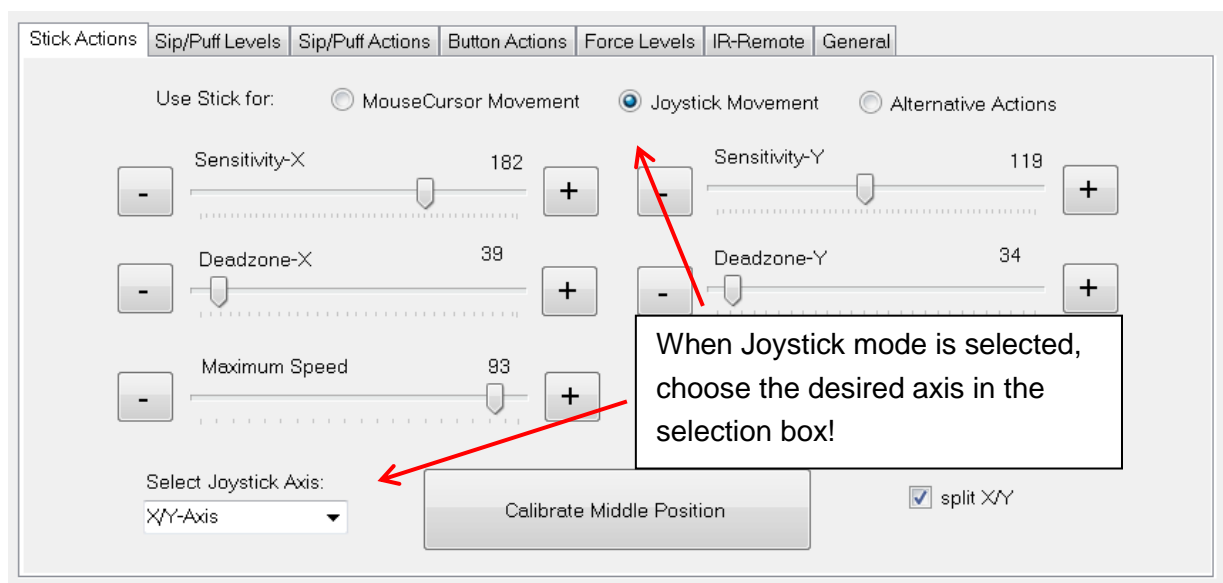 Stick Actions Sip/Puff Levels Sip/Puff Actions Button Actions Force Levels IR-Remote General
Use Stick for: MouseCursor Movement Joystick Movement Alternative Actions
Sensitivity-X 182 Sensitivity-Y 119
- + - +
Deadzone-X 39 Deadzone-Y 34
- + - +
When Joystick mode is selected,
choose the desired axis in the
selection box!
Maximum Speed 93
- +
Select Joystick Axis:
X/Y-Axis
Calibrate Middle Position
split X/Y